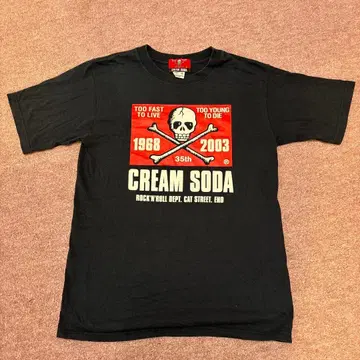 TOO FAST
TO LIVE
TOO YOUNG
TO DIE
1968
2003
35th
®
CREAM SODA
ROCK'N'ROLL DEPT. CAT STREET, END